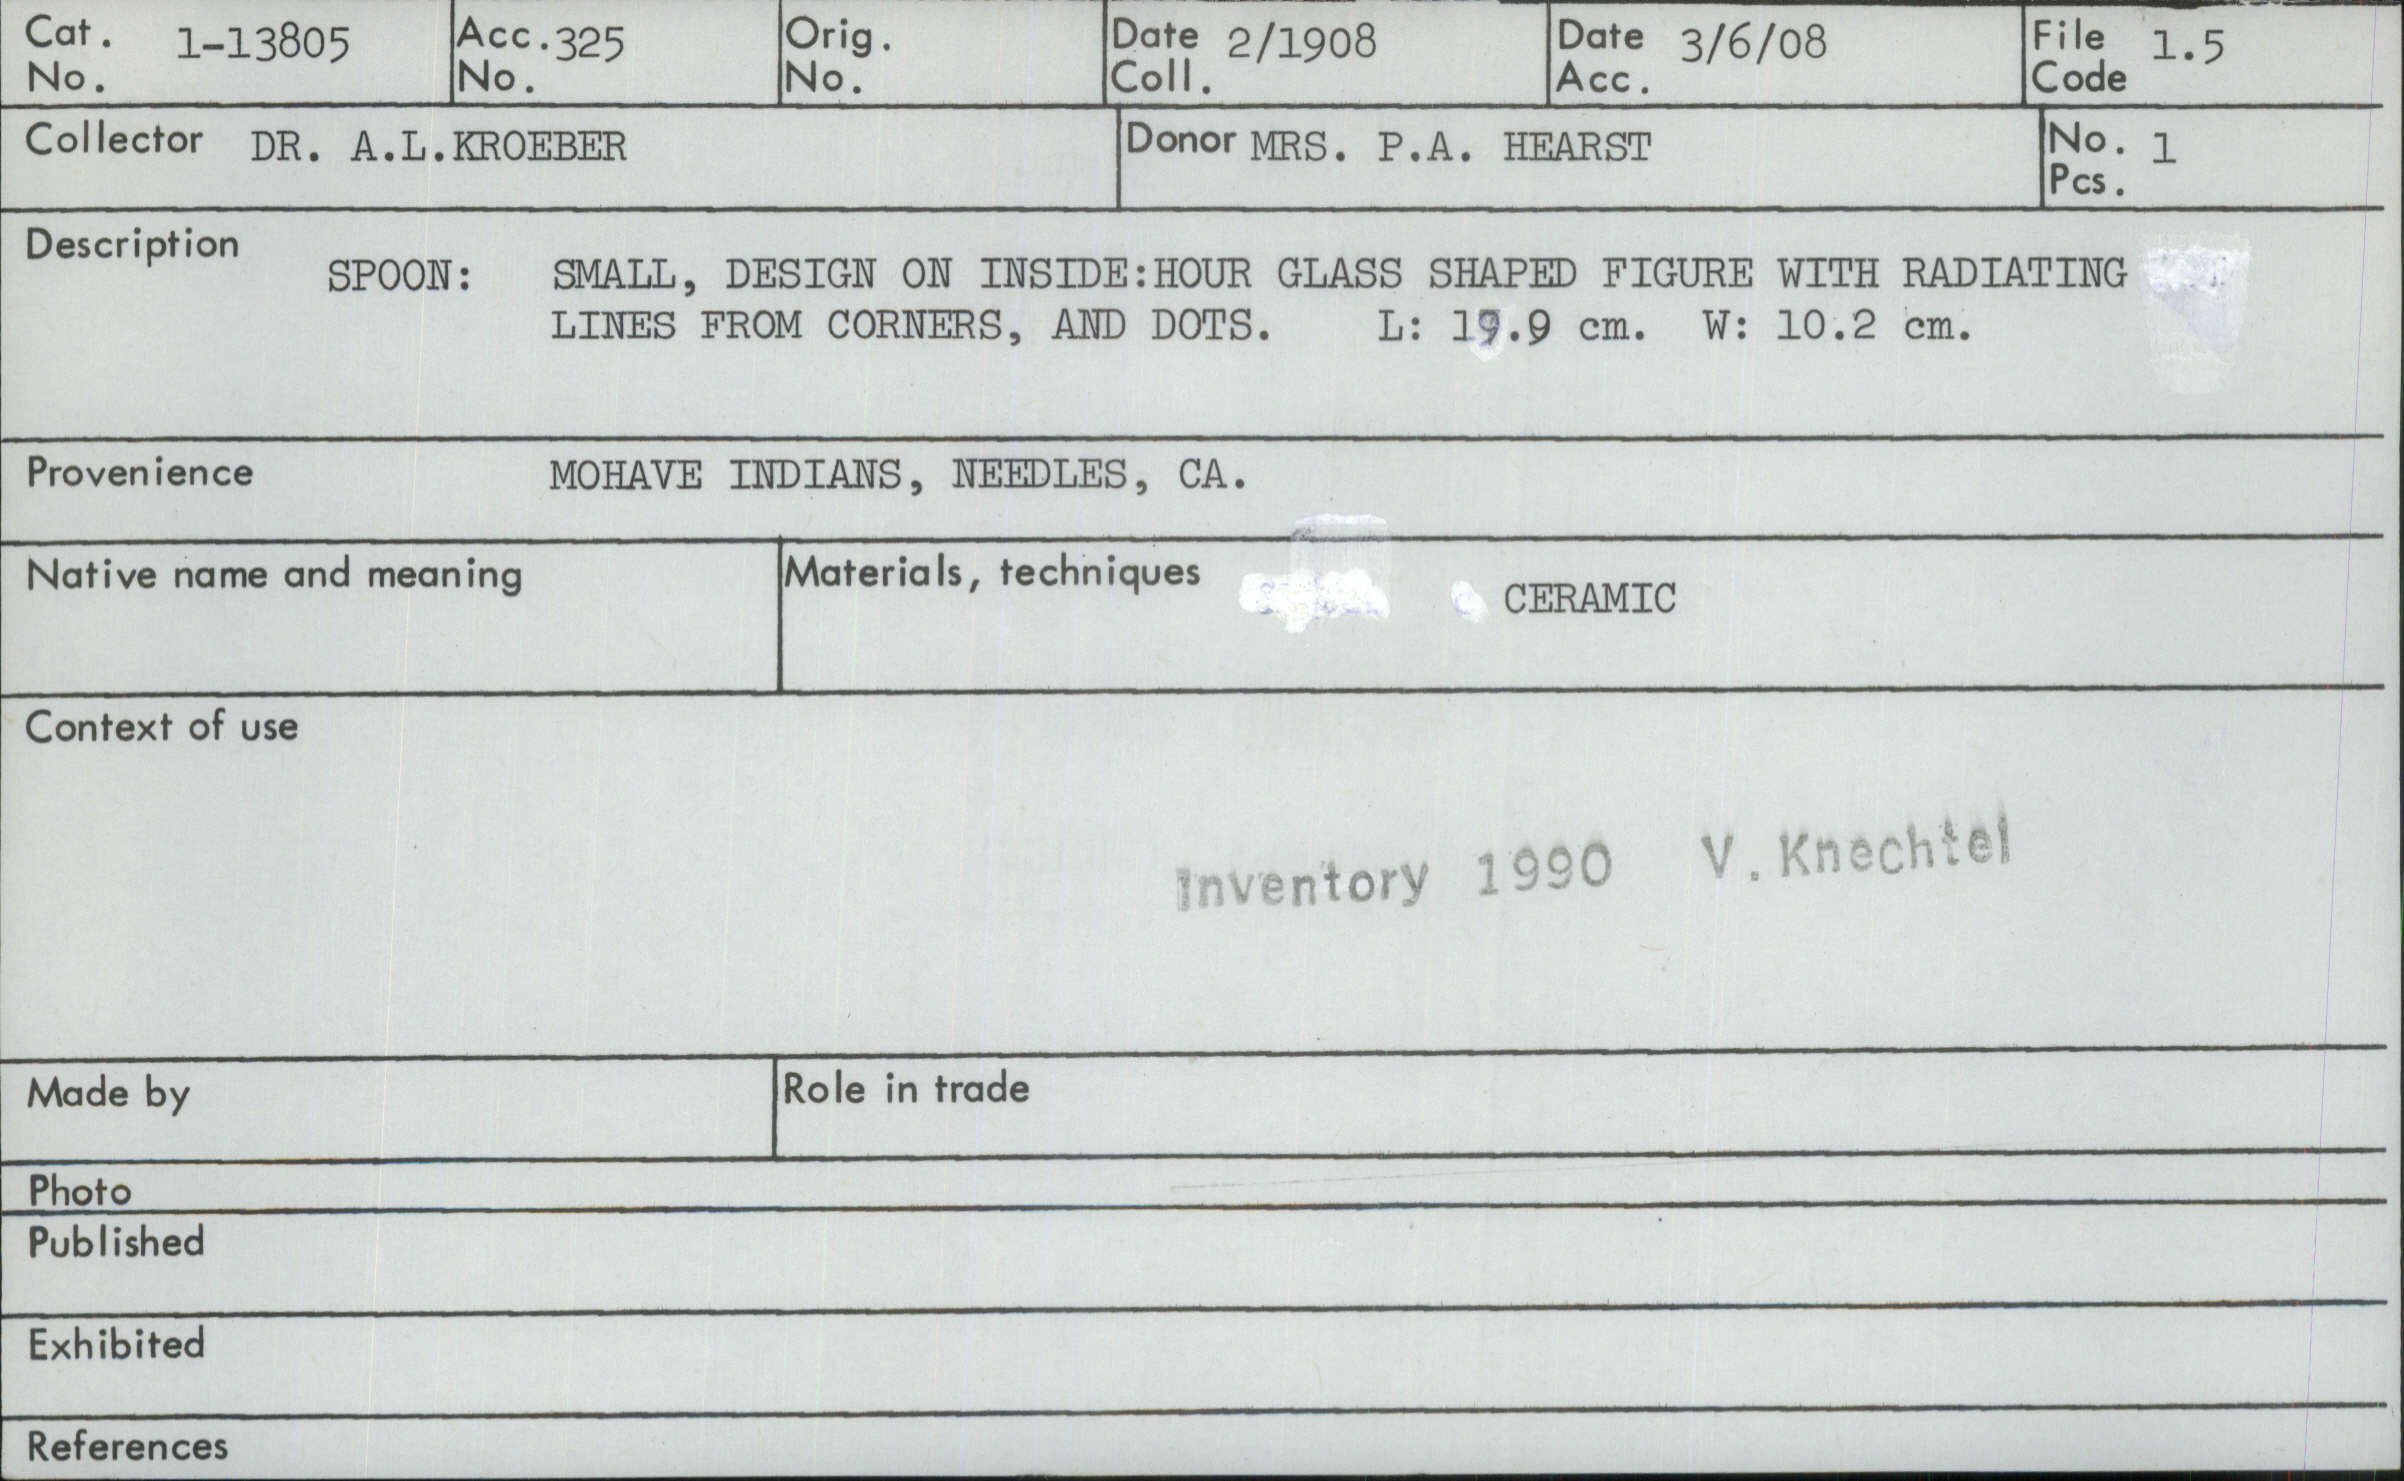 Cat. No. 1-13805 Acc. No. 325 Orig. No. Date Coll. 2/1908 Date Acc. 3/6/08 File Code 1.5
Collector DR. A.L.KROEBER Donor MRS. P.A. HEARST No. Pcs. 1
Description
SPOON: SMALL, DESIGN ON INSIDE:HOUR GLASS SHAPED FIGURE WITH RADIATING
LINES FROM CORNERS, AND DOTS. L: 19.9 cm. W: 10.2 cm.
Provenience MOHAVE INDIANS, NEEDLES, CA.
Native name and meaning Materials, techniques CERAMIC
Context of use
Inventory 1990 V. Knechtel
Made by Role in trade
Photo
Published
Exhibited
References